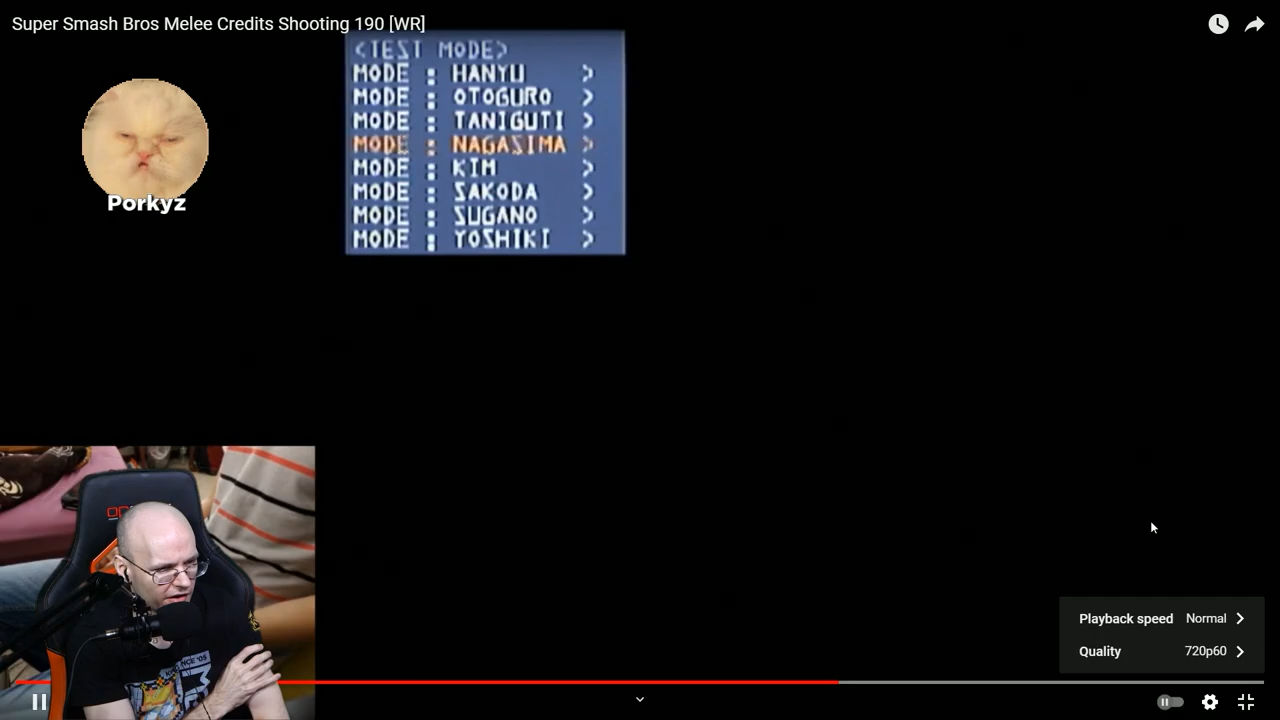 Super Smash Bros Melee Credits Shooting 190 [WR]
<TEST MODE>
MODE : HANYU >
MODE : OTOGURO >
MODE : TANIGUTI >
MODE : NAGASIMA >
MODE : KIM >
MODE : SAKODA >
MODE : SUGANO >
MODE : YOSHIKI >
Porkyz
Playback speed Normal >
Quality 720p60 >